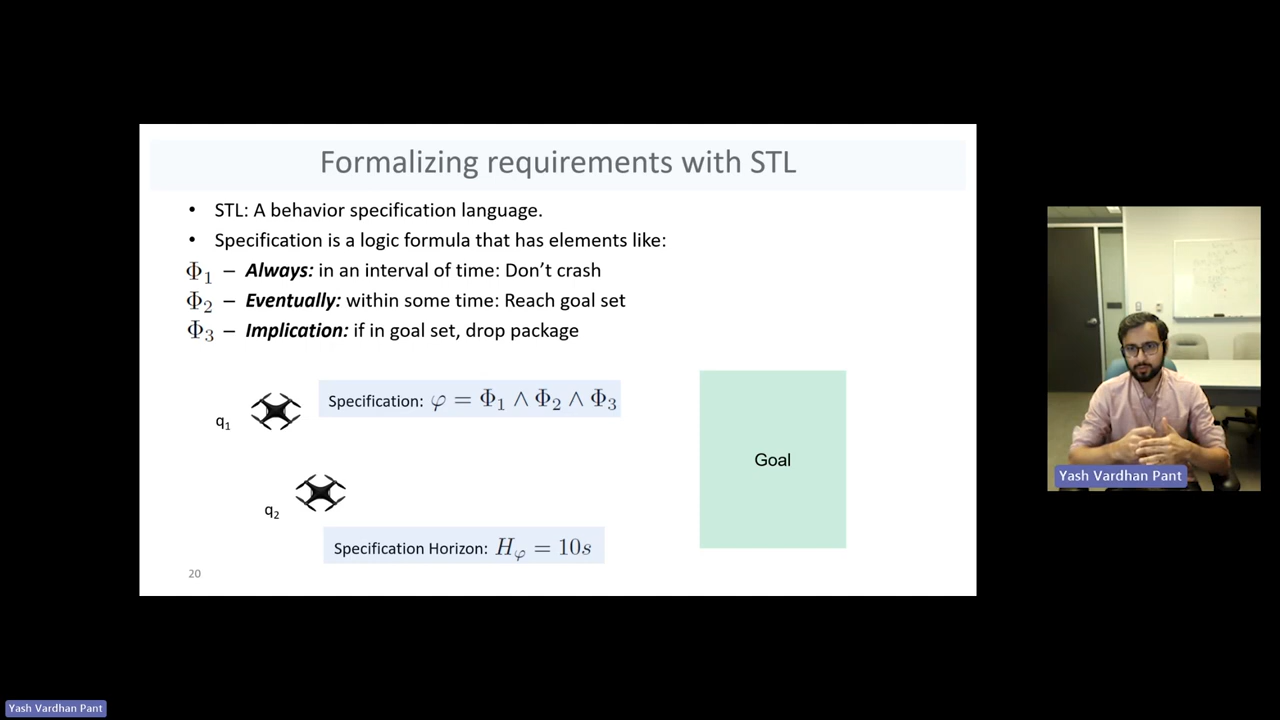 Formalizing requirements with STL
• STL: A behavior specification language.
• Specification is a logic formula that has elements like:
Φ₁ – Always: in an interval of time: Don’t crash
Φ₂ – Eventually: within some time: Reach goal set
Φ₃ – Implication: if in goal set, drop package
Specification: φ = Φ₁ ∧ Φ₂ ∧ Φ₃
q₁
Goal
q₂
Specification Horizon: H_φ = 10s
20
Yash Vardhan Pant
Yash Vardhan Pant